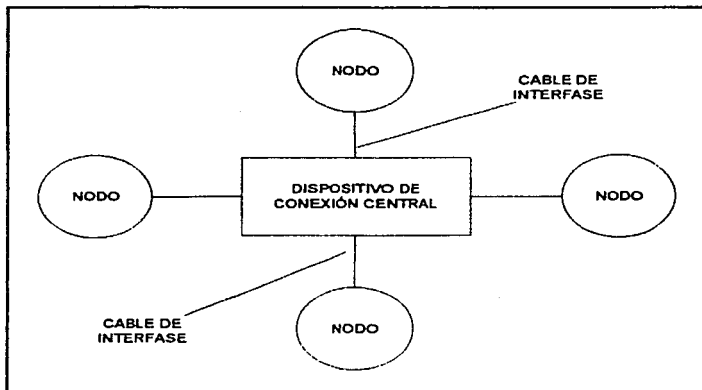 NODO
CABLE DE
INTERFASE
NODO
DISPOSITIVO DE
CONEXIÓN CENTRAL
NODO
CABLE DE
INTERFASE
NODO